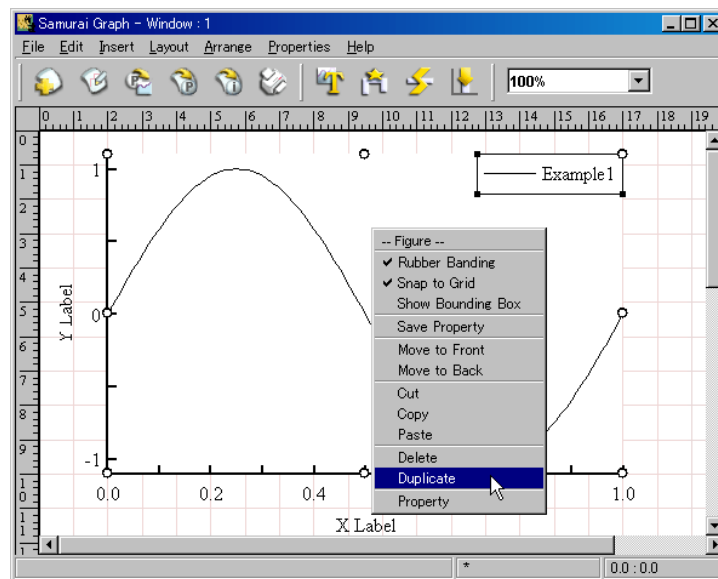 Samurai Graph - Window : 1
File Edit Insert Layout Arrange Properties Help
100%
0 1 2 3 4 5 6 7 8 9 10 11 12 13 14 15 16 17 18 19
0
1
2
3
4
5
6
7
8
9
10
11
1
0
-1
Y Label
Example1
-- Figure --
Rubber Banding
Snap to Grid
Show Bounding Box
Save Property
Move to Front
Move to Back
Cut
Copy
Paste
Delete
Duplicate
Property
0.0 0.2 0.4 1.0
X Label
* 0.0 : 0.0